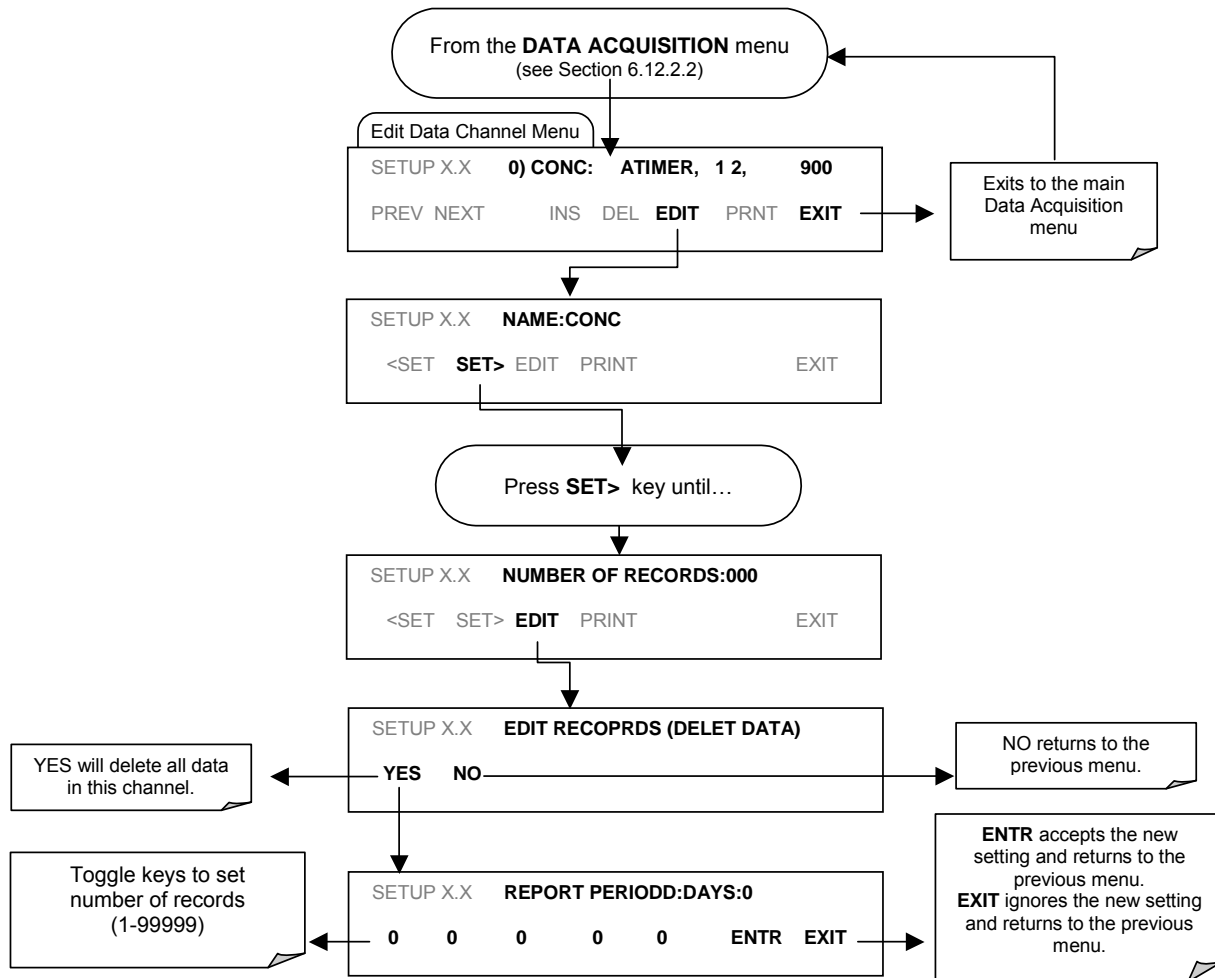 From the DATA ACQUISITION menu
(see Section 6.12.2.2)
Edit Data Channel Menu
SETUP X.X 0) CONC: ATIMER, 1 2, 900
PREV NEXT INS DEL EDIT PRNT EXIT
Exits to the main
Data Acquisition
menu
SETUP X.X NAME:CONC
<SET SET> EDIT PRINT EXIT
Press SET> key until…
SETUP X.X NUMBER OF RECORDS:000
<SET SET> EDIT PRINT EXIT
SETUP X.X EDIT RECOPRDS (DELET DATA)
YES NO
YES will delete all data
in this channel.
NO returns to the
previous menu.
Toggle keys to set
number of records
(1-99999)
SETUP X.X REPORT PERIODD:DAYS:0
0 0 0 0 0 ENTR EXIT
ENTR accepts the new
setting and returns to the
previous menu.
EXIT ignores the new setting
and returns to the previous
menu.